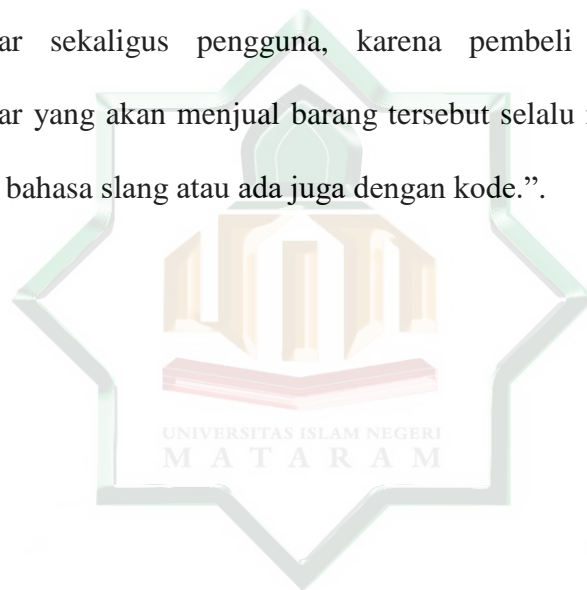 ar sekaligus pengguna, karena pembeli
ar yang akan menjual barang tersebut selalu
bahasa slang atau ada juga dengan kode.”.
UNIVERSITAS ISLAM NEGERI
MATARAM